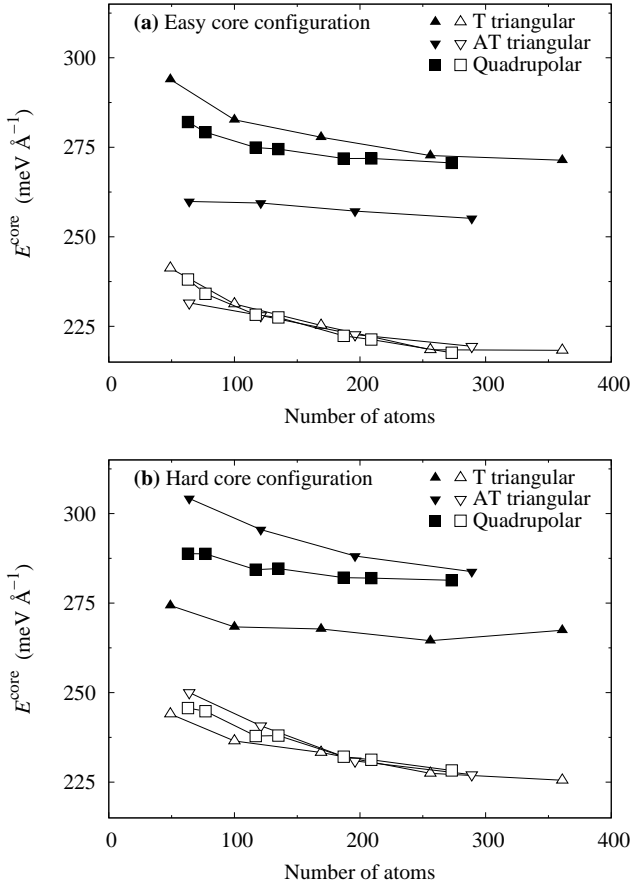 (a) Easy core configuration
T triangular
AT triangular
Quadrupolar
300
275
250
225
E^core (meV Å⁻¹)
0 100 200 300 400
Number of atoms
(b) Hard core configuration
T triangular
AT triangular
Quadrupolar
300
275
250
225
E^core (meV Å⁻¹)
0 100 200 300 400
Number of atoms